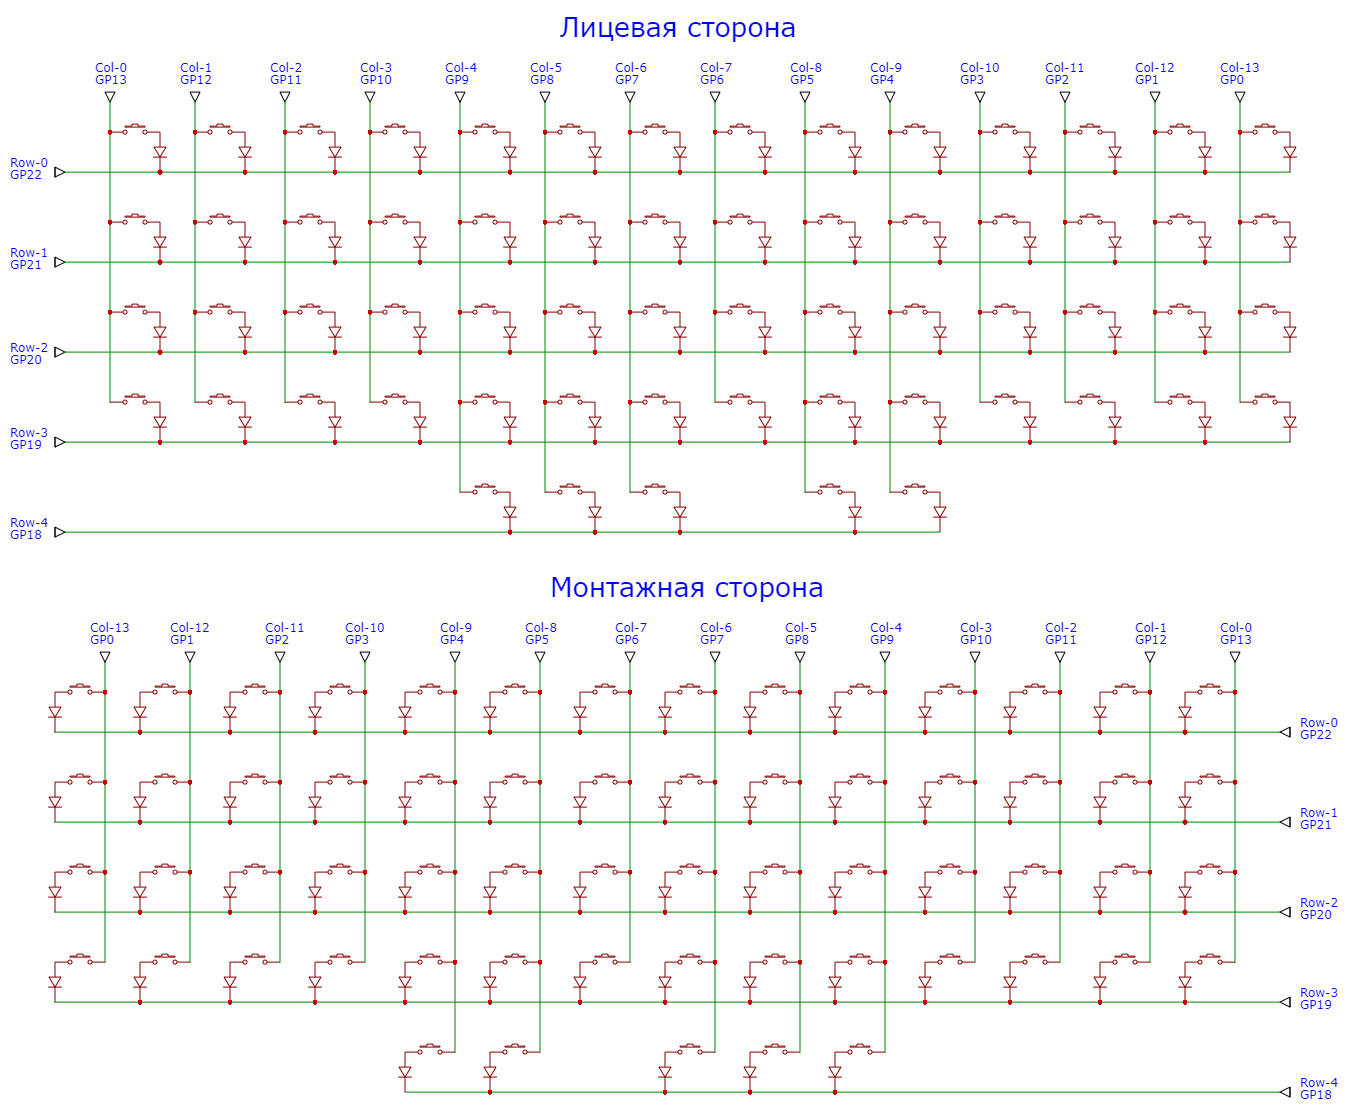 Лицевая сторона
Col-0 Col-1 Col-2 Col-3 Col-4 Col-5 Col-6 Col-7 Col-8 Col-9 Col-10 Col-11 Col-12 Col-13
GP13 GP12 GP11 GP10 GP9 GP8 GP7 GP6 GP5 GP4 GP3 GP2 GP1 GP0
Row-0
GP22
Row-1
GP21
Row-2
GP20
Row-3
GP19
Row-4
GP18
Монтажная сторона
Col-13 Col-12 Col-11 Col-10 Col-9 Col-8 Col-7 Col-6 Col-5 Col-4 Col-3 Col-2 Col-1 Col-0
GP0 GP1 GP2 GP3 GP4 GP5 GP6 GP7 GP8 GP9 GP10 GP11 GP12 GP13
Row-0
GP22
Row-1
GP21
Row-2
GP20
Row-3
GP19
Row-4
GP18